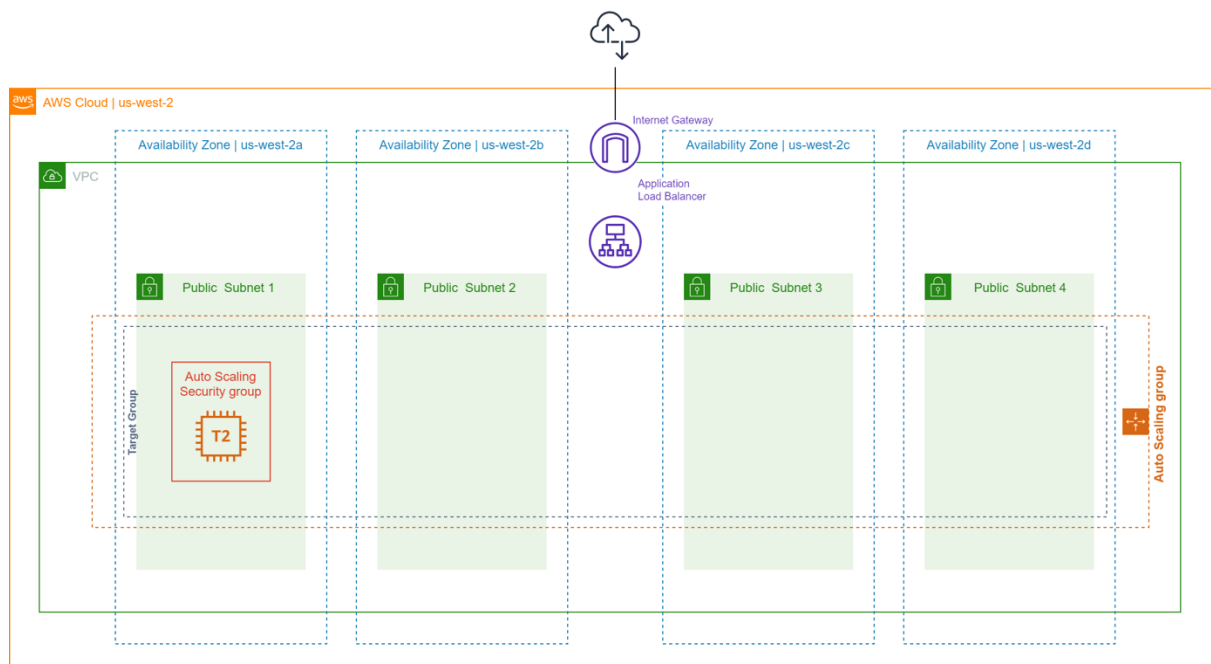 aws
AWS Cloud | us-west-2
Internet Gateway
Availability Zone | us-west-2a
Availability Zone | us-west-2b
Availability Zone | us-west-2c
Availability Zone | us-west-2d
VPC
Application
Load Balancer
Public Subnet 1
Public Subnet 2
Public Subnet 3
Public Subnet 4
Target Group
Auto Scaling
Security group
T2
Auto Scaling group